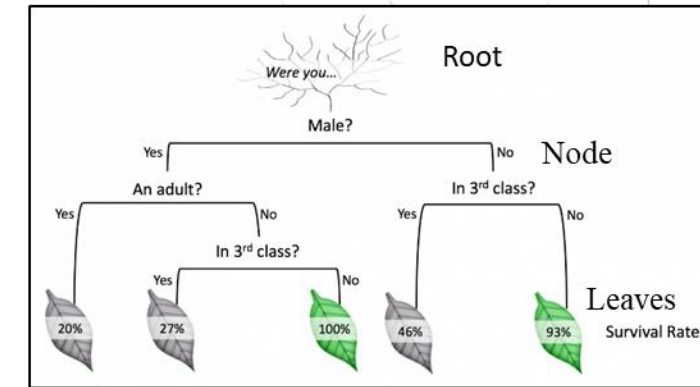 Root
Were you...
Male?
Yes
No
Node
An adult?
In 3rd class?
Yes
No
Yes
No
In 3rd class?
Yes
No
Leaves
20%
27%
100%
46%
93%
Survival Rate